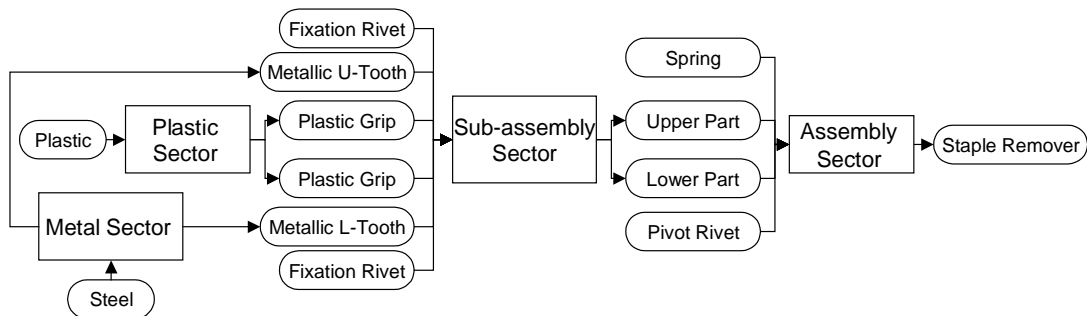 Fixation Rivet
Metallic U-Tooth
Plastic
Plastic
Sector
Plastic Grip
Plastic Grip
Metal Sector
Metallic L-Tooth
Steel
Fixation Rivet
Sub-assembly
Sector
Spring
Upper Part
Lower Part
Pivot Rivet
Assembly
Sector
Staple Remover